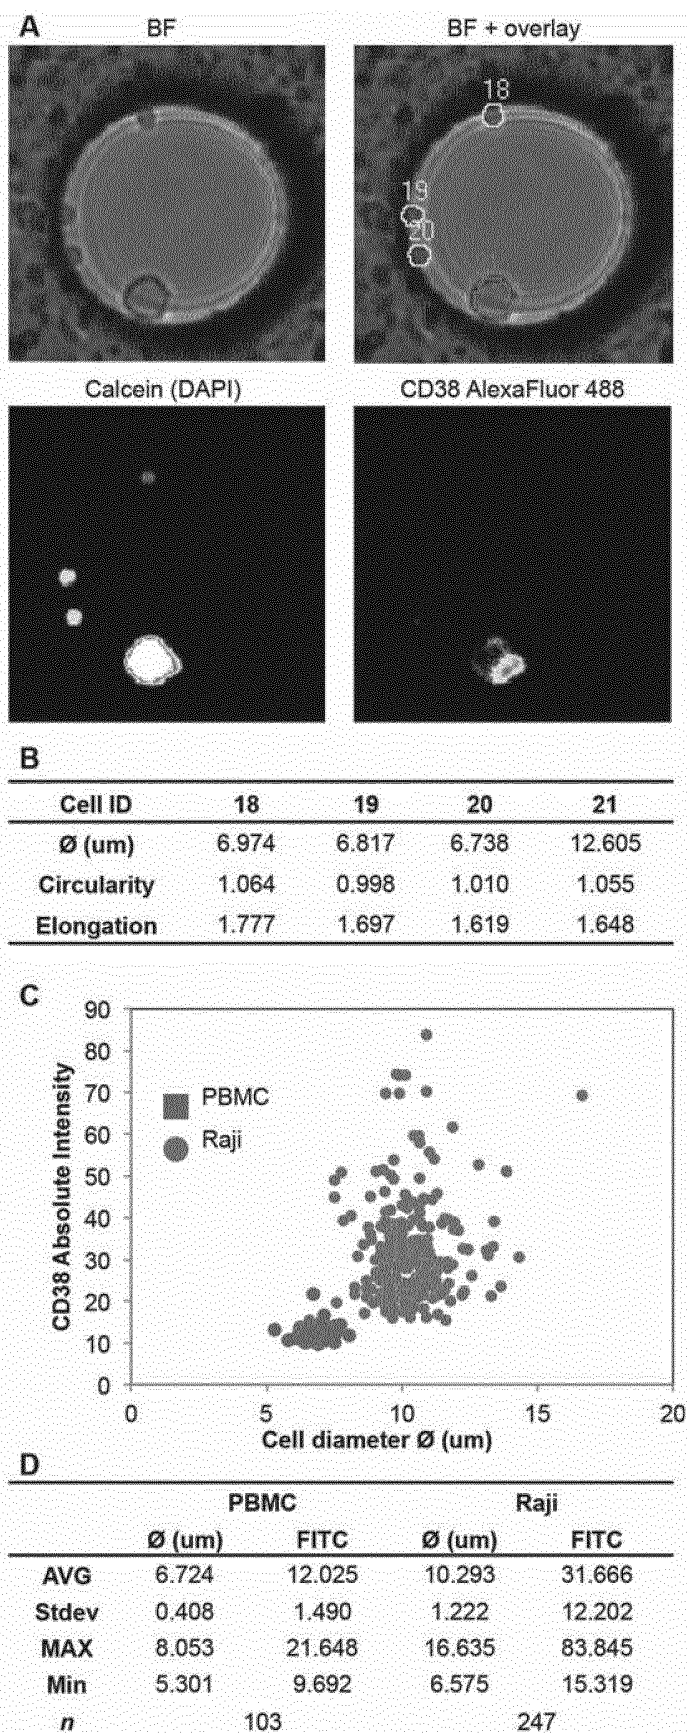 A
BF
BF + overlay
18
19
20
Calcein (DAPI)
CD38 AlexaFluor 488
B
Cell ID 18 19 20 21
Ø (um) 6.974 6.817 6.738 12.605
Circularity 1.064 0.998 1.010 1.055
Elongation 1.777 1.697 1.619 1.648
C
CD38 Absolute Intensity
90
80
70
60
50
40
30
20
10
0
PBMC
Raji
0 5 10 15 20
Cell diameter Ø (um)
D
PBMC Raji
Ø (um) FITC Ø (um) FITC
AVG 6.724 12.025 10.293 31.666
Stdev 0.408 1.490 1.222 12.202
MAX 8.053 21.648 16.635 83.845
Min 5.301 9.692 6.575 15.319
n 103 247